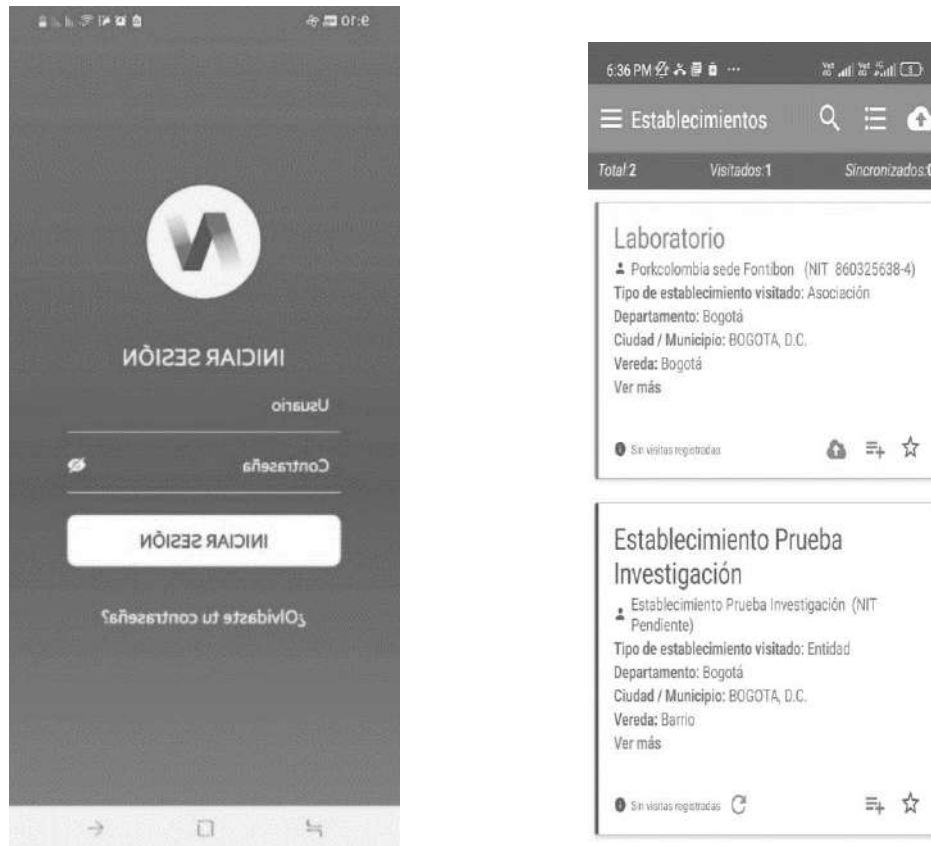 9:10
INICIAR SESIÓN
Usuario
Contraseña
INICIAR SESIÓN
¿Olvidaste tu contraseña?
6:36 PM
Establecimientos
Total:2 Visitados:1 Sincronizados:0
Laboratorio
Porkcolombia sede Fontibon (NIT 860325638-4)
Tipo de establecimiento visitado: Asociación
Departamento: Bogotá
Ciudad / Municipio: BOGOTA, D.C.
Vereda: Bogotá
Ver más
Sin visitas registradas
Establecimiento Prueba
Investigación
Establecimiento Prueba Investigación (NIT
Pendiente)
Tipo de establecimiento visitado: Entidad
Departamento: Bogotá
Ciudad / Municipio: BOGOTA, D.C.
Vereda: Barrio
Ver más
Sin visitas registradas